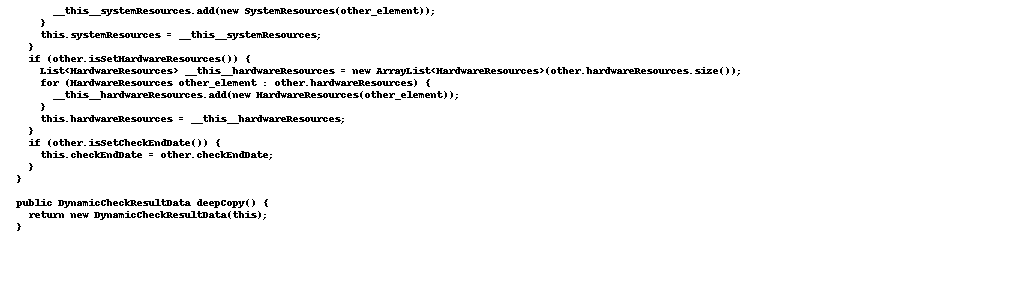 __this__systemResources.add(new SystemResources(other_element));
}
this.systemResources = __this__systemResources;
}
if (other.isSetHardwareResources()) {
List<HardwareResources> __this__hardwareResources = new ArrayList<HardwareResources>(other.hardwareResources.size());
for (HardwareResources other_element : other.hardwareResources) {
__this__hardwareResources.add(new HardwareResources(other_element));
}
this.hardwareResources = __this__hardwareResources;
}
if (other.isSetCheckEndDate()) {
this.checkEndDate = other.checkEndDate;
}
}
public DynamicCheckResultData deepCopy() {
return new DynamicCheckResultData(this);
}